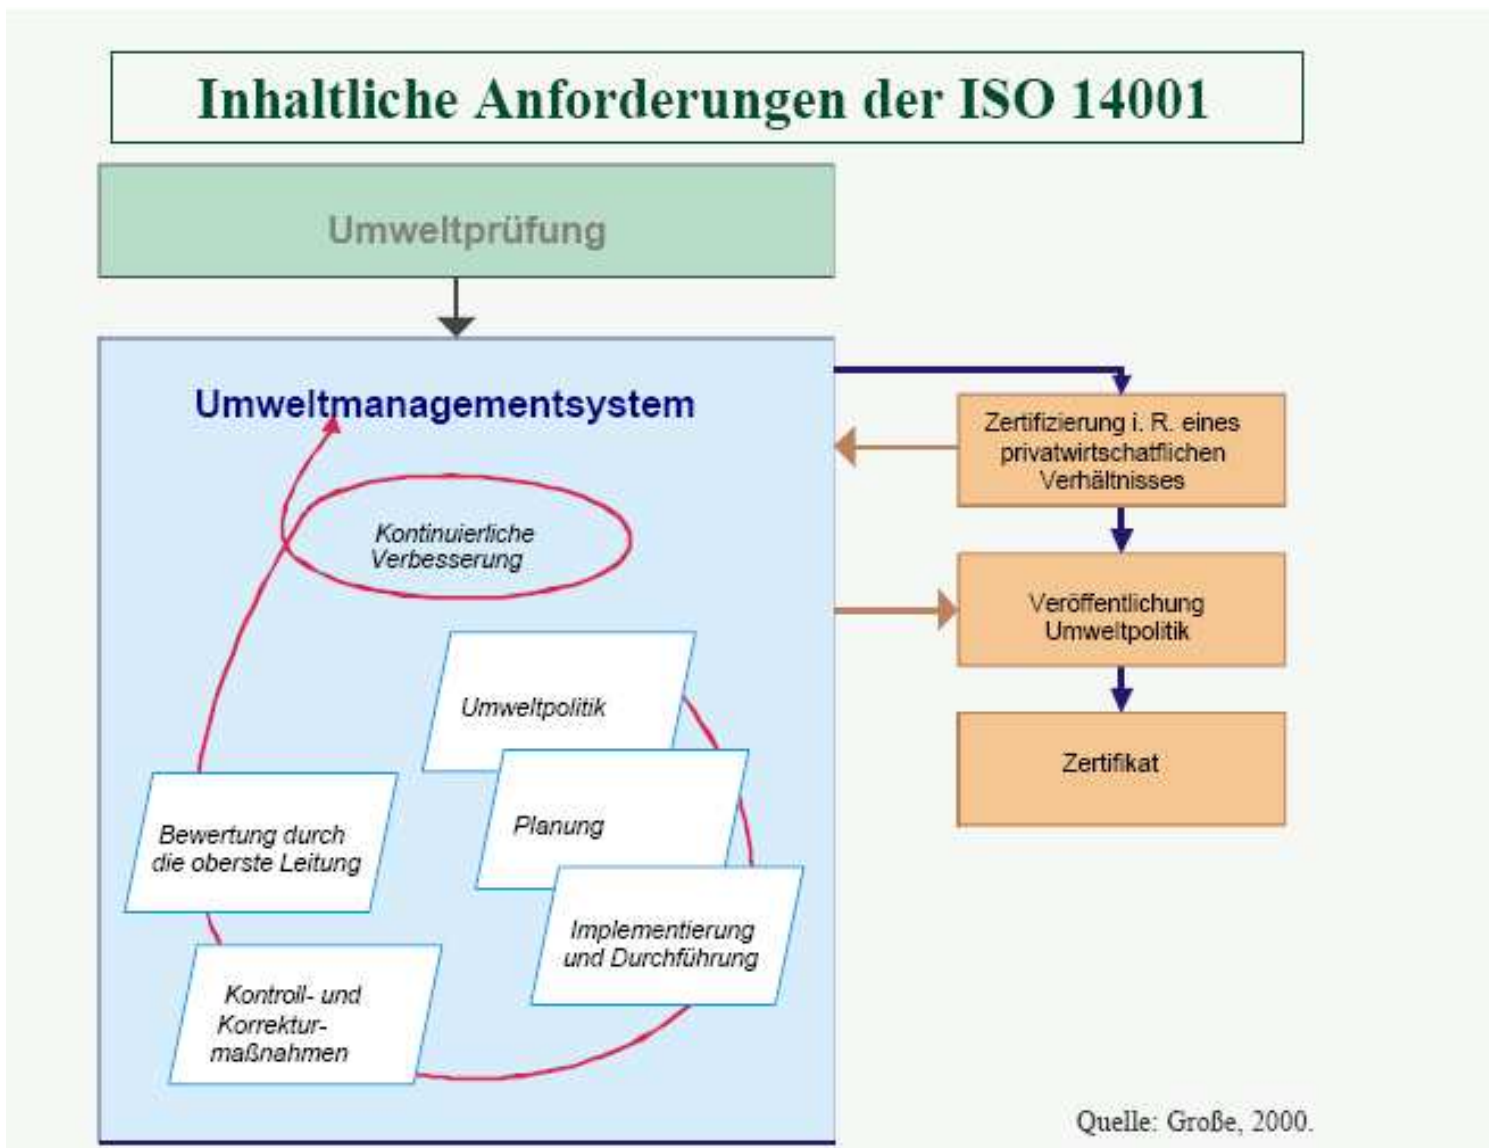 Inhaltliche Anforderungen der ISO 14001
Umweltprüfung
Umweltmanagementsystem
Kontinuierliche
Verbesserung
Umweltpolitik
Planung
Implementierung
und Durchführung
Kontroll- und
Korrektur-
maßnahmen
Bewertung durch
die oberste Leitung
Zertifizierung i. R. eines
privatwirtschatflichen
Verhältnisses
Veröffentlichung
Umweltpolitik
Zertifikat
Quelle: Große, 2000.